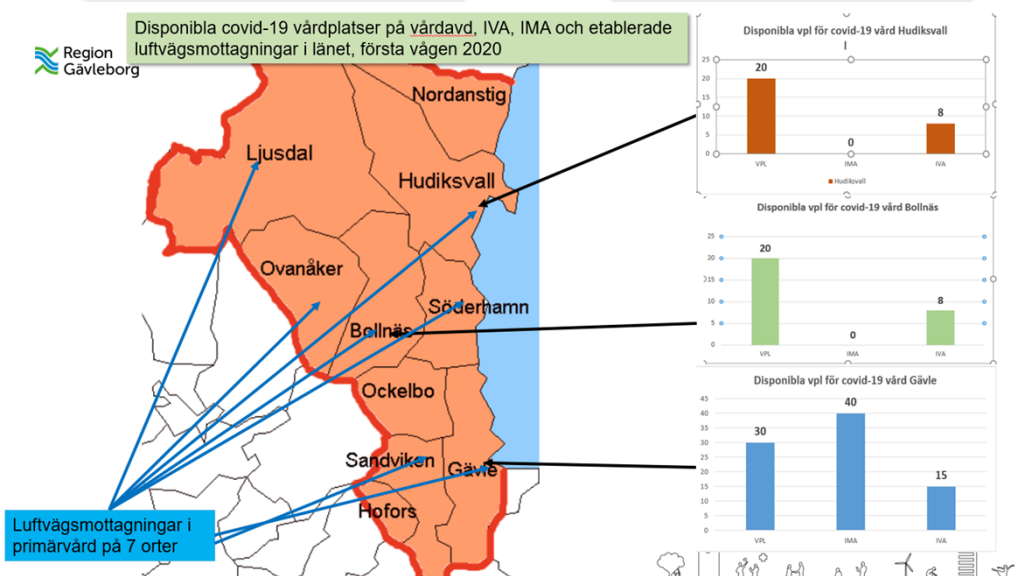 Disponibla covid-19 vårdplatser på vårdavd, IVA, IMA och etablerade
luftvägsmottagningar i länet, första vågen 2020
Region
Gävleborg
Nordanstig
Ljusdal
Hudiksvall
Ovanåker
Söderhamn
Bollnäs
Ockelbo
Sandviken
Gävle
Hofors
Luftvägsmottagningar i
primärvård på 7 orter
Disponibla vpl för covid-19 vård Hudiksvall
25
20
15
10
5
0
20
0
8
VPL IMA IVA
Hudiksvall
Disponibla vpl för covid-19 vård Bollnäs
25
20
15
10
5
0
20
0
8
VPL IMA IVA
Disponibla vpl för covid-19 vård Gävle
45
40
35
30
25
20
15
10
5
0
30
40
15
VPL IMA IVA